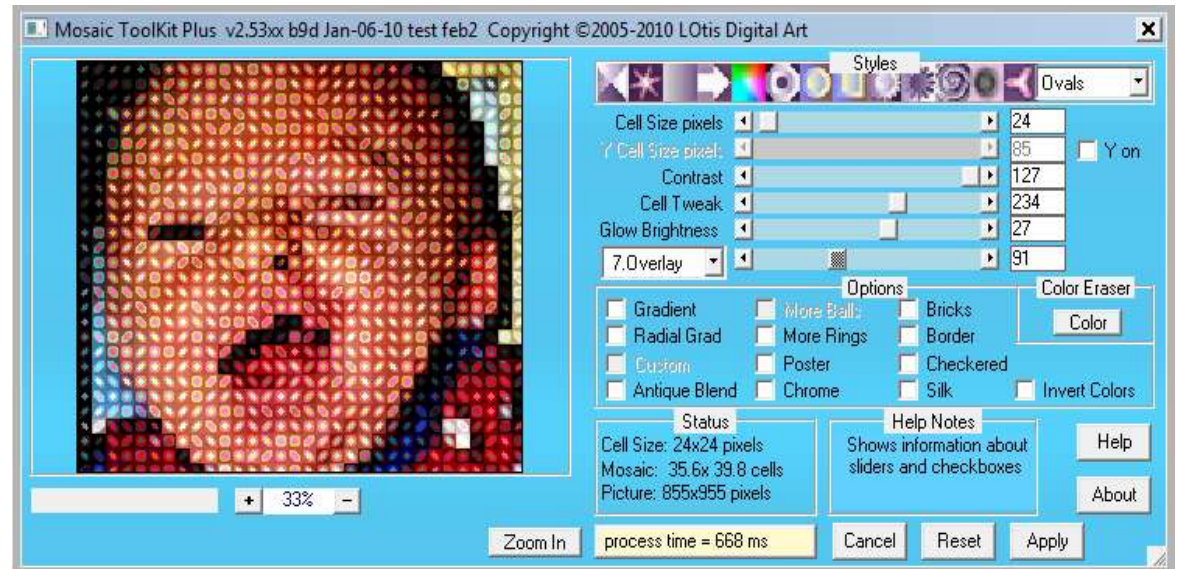 Mosaic ToolKit Plus v2.53xx b9d Jan-06-10 test feb2 Copyright ©2005-2010 LOtis Digital Art
Styles
Ovals
Cell Size pixels 24
Y Cell Size pixels 85 Y on
Contrast 127
Cell Tweak 234
Glow Brightness 27
7.Overlay 91
Options
Color Eraser
Gradient More Balls Bricks
Color
Radial Grad More Rings Border
Custom Poster Checkered
Antique Blend Chrome Silk Invert Colors
Status
Cell Size: 24x24 pixels
Mosaic: 35.6x 39.8 cells
Picture: 855x955 pixels
Help Notes
Shows information about
sliders and checkboxes
Help
About
+ 33% -
Zoom In process time = 668 ms Cancel Reset Apply